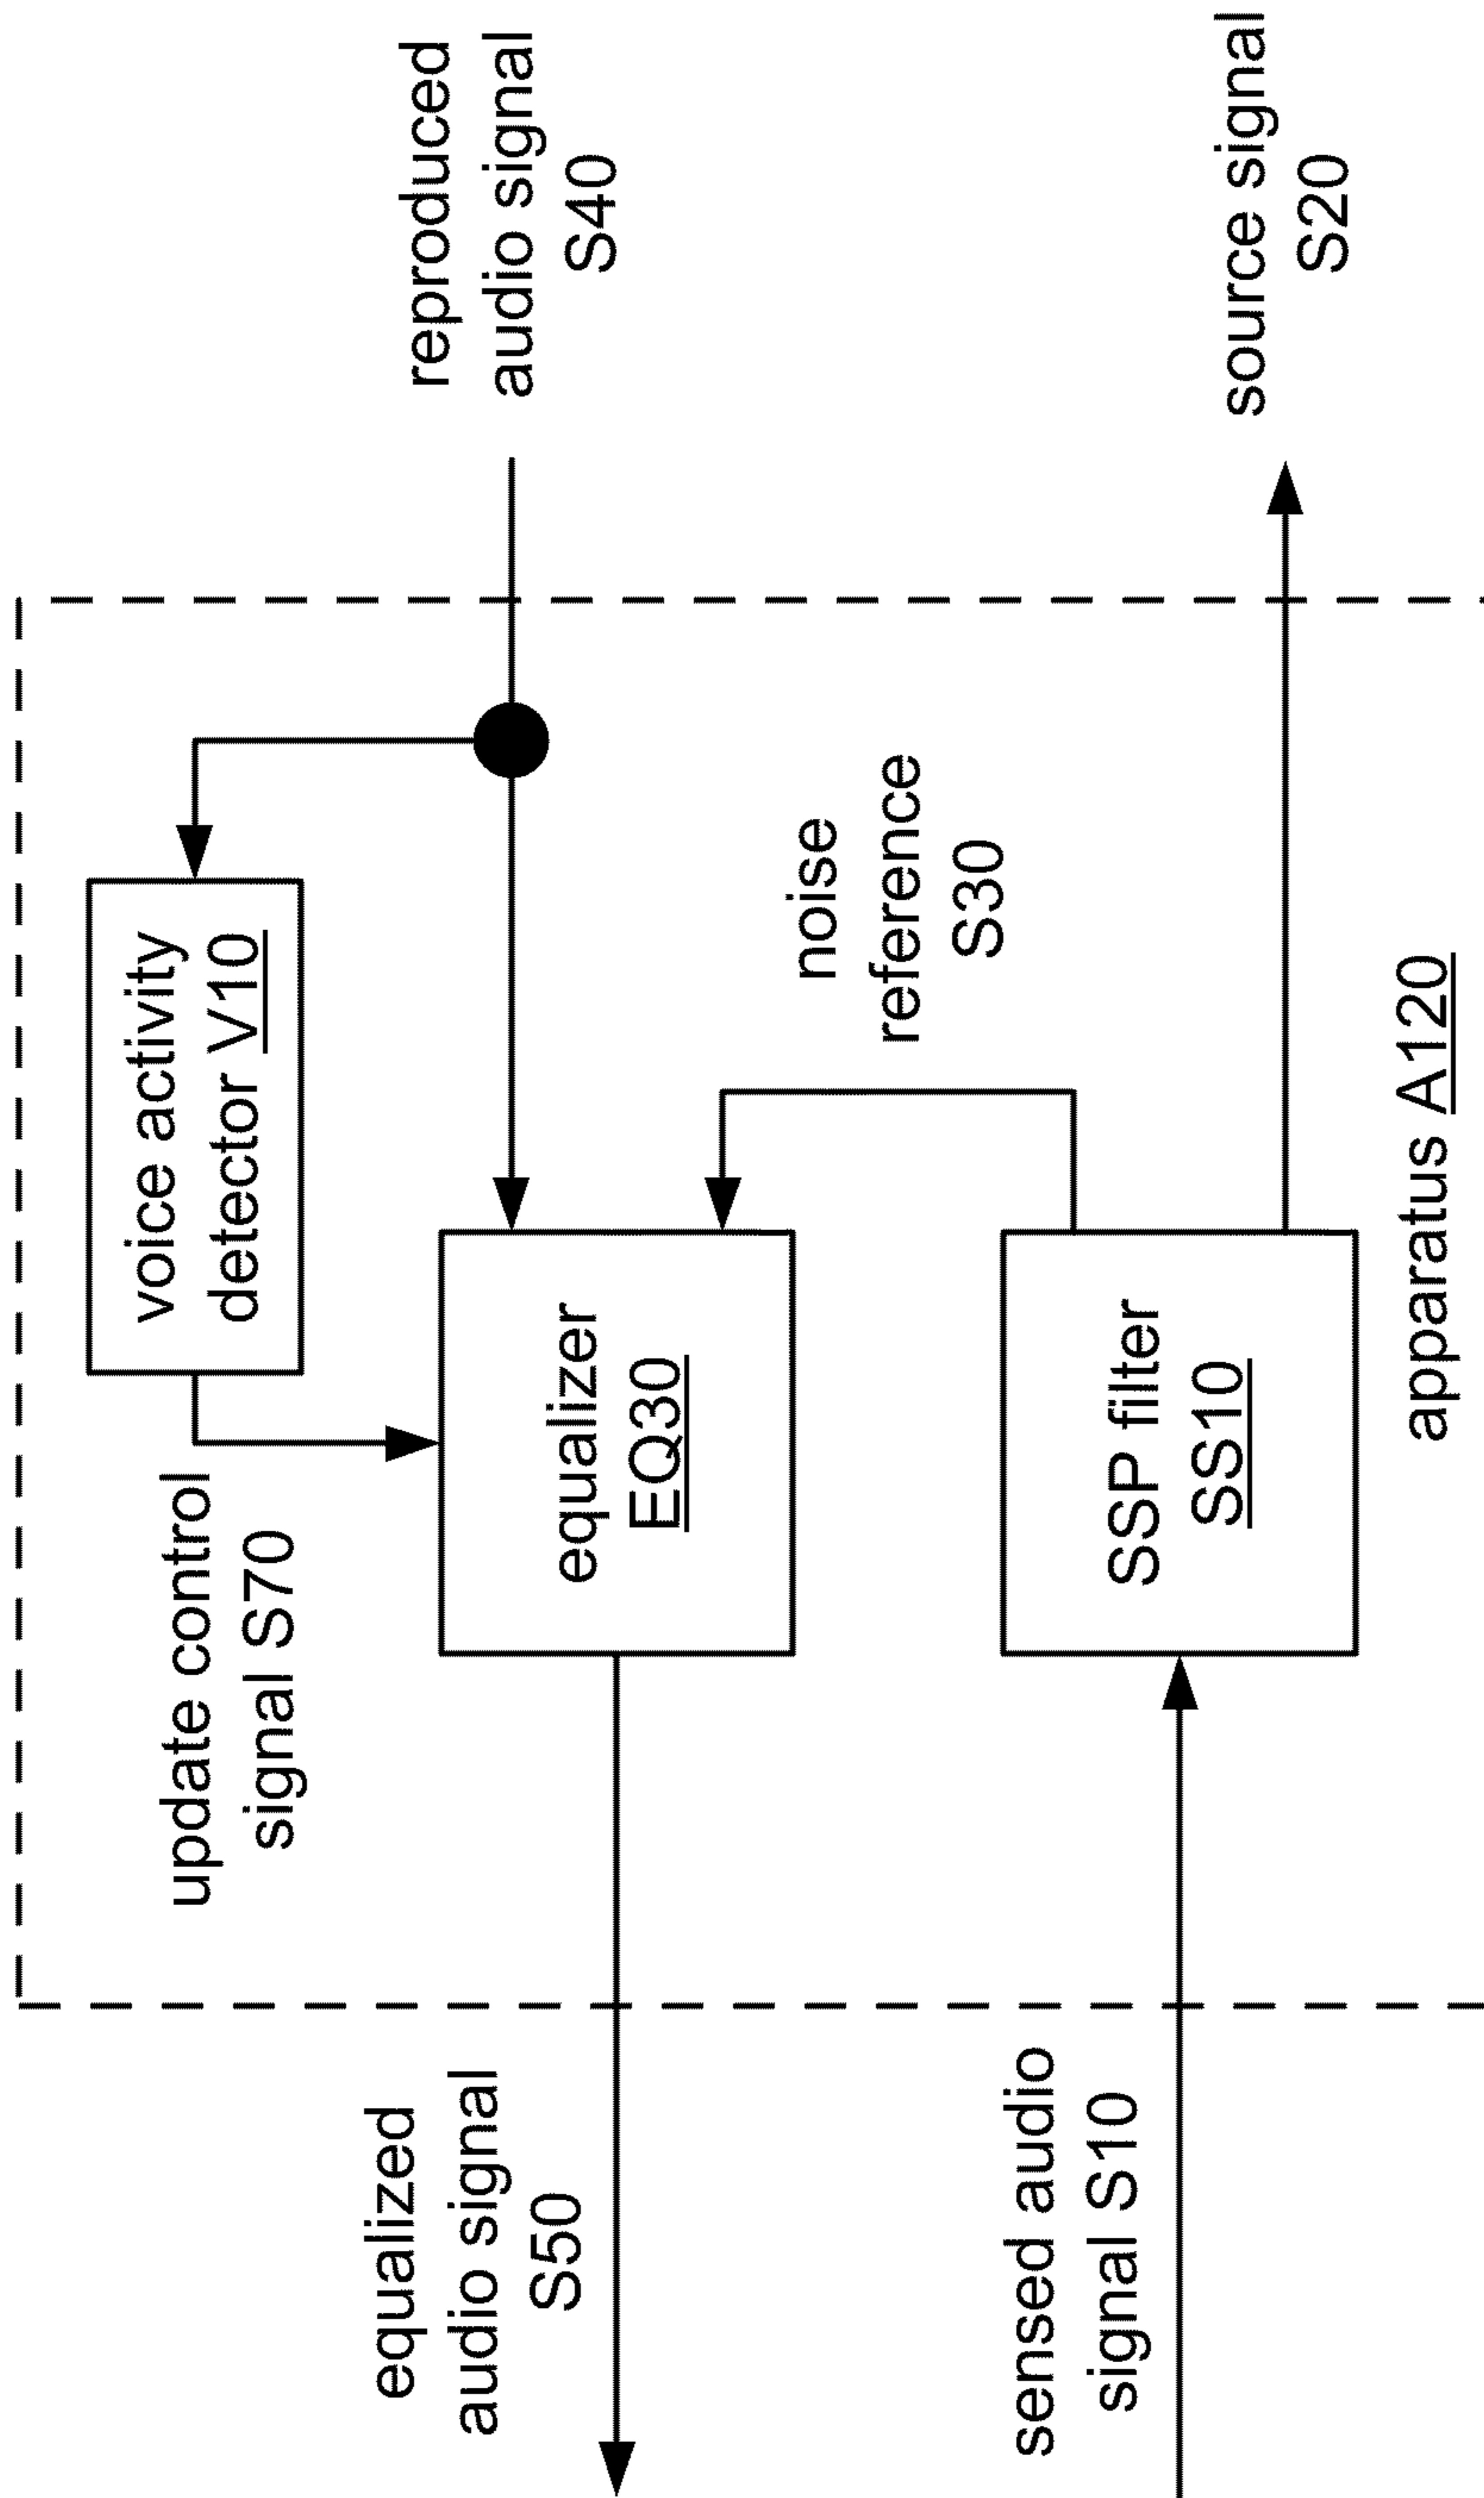 update control
signal S70
voice activity
detector V10
equalized
audio signal
S50
equalizer
EQ30
reproduced
audio signal
S40
noise
reference
S30
sensed audio
signal S10
SSP filter
SS10
source signal
S20
apparatus A120